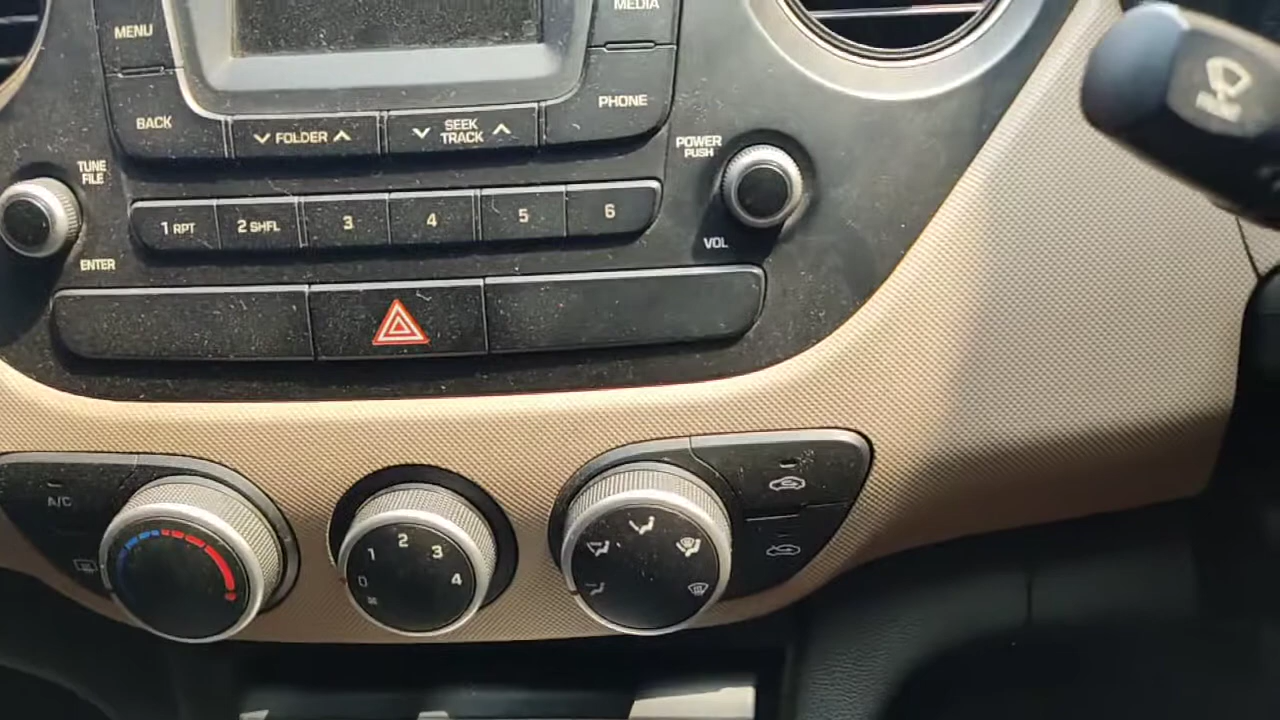 MENU
MEDIA
BACK
FOLDER
SEEK
TRACK
PHONE
TUNE
FILE
POWER
PUSH
1 RPT
2 SHFL
3
4
5
6
ENTER
VOL
A/C
0
1
2
3
4